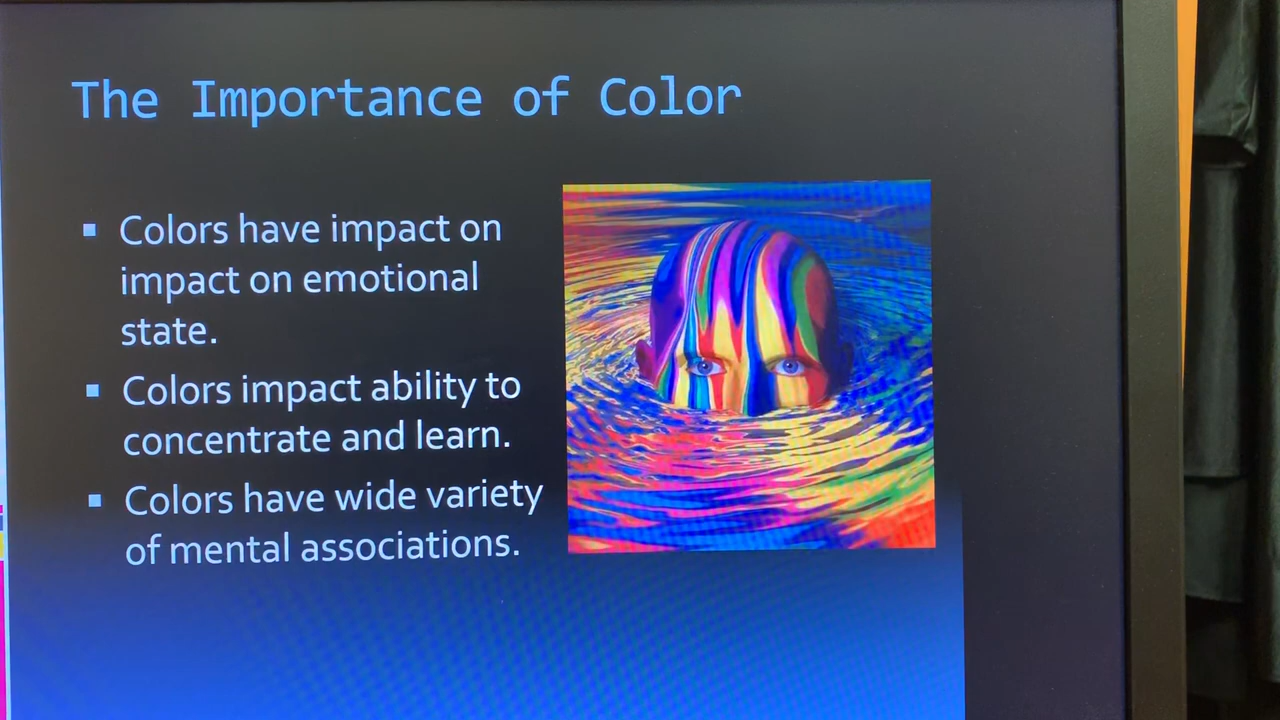 The Importance of Color
Colors have impact on
impact on emotional
state.
Colors impact ability to
concentrate and learn.
Colors have wide variety
of mental associations.